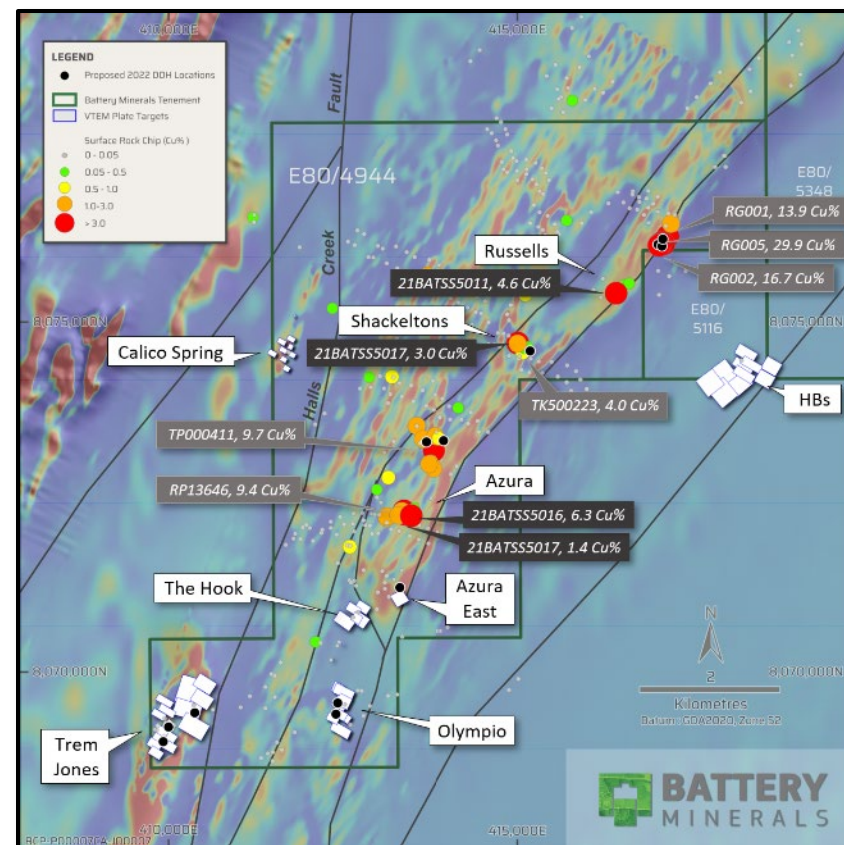 410,000E
415,000E
LEGEND
Proposed 2022 DDH Locations
Battery Minerals Tenement
VTEM Plate Targets
Surface Rock Chip (Cu%)
0 - 0.05
0.05 - 0.5
0.5 - 1.0
1.0-3.0
> 3.0
Fault
Creek
Halls
E80/4944
E80/
5348
RG001, 13.9 Cu%
RG005, 29.9 Cu%
RG002, 16.7 Cu%
Russells
21BATSS5011, 4.6 Cu%
E80/
5116
8,075,000N
8,075,000N
Shackeltons
21BATSS5017, 3.0 Cu%
Calico Spring
HBs
TK500223, 4.0 Cu%
TP000411, 9.7 Cu%
RP13646, 9.4 Cu%
Azura
21BATSS5016, 6.3 Cu%
21BATSS5017, 1.4 Cu%
The Hook
Azura
East
N
2
Kilometres
Datum: GDA2020, Zone 52
8,070,000N
8,070,000N
Trem
Jones
Olympio
BATTERY
MINERALS
410,000E
415,000E